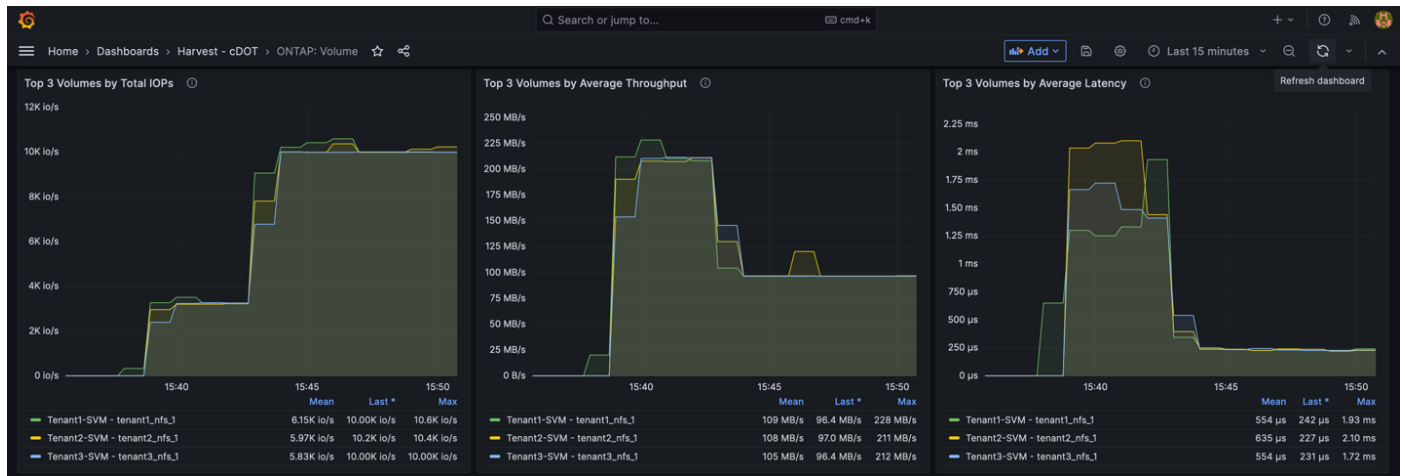 Search or jump to... cmd+k
Home › Dashboards › Harvest - cDOT › ONTAP: Volume Add Last 15 minutes
Refresh dashboard
Top 3 Volumes by Total IOPs
12K io/s
10K io/s
8K io/s
6K io/s
4K io/s
2K io/s
0 io/s
15:40 15:45 15:50
Mean Last * Max
Tenant1-SVM - tenant1_nfs_1 6.15K io/s 10.00K io/s 10.6K io/s
Tenant2-SVM - tenant2_nfs_1 5.97K io/s 10.2K io/s 10.4K io/s
Tenant3-SVM - tenant3_nfs_1 5.83K io/s 10.00K io/s 10.00K io/s
Top 3 Volumes by Average Throughput
250 MB/s
225 MB/s
200 MB/s
175 MB/s
150 MB/s
125 MB/s
100 MB/s
75 MB/s
50 MB/s
25 MB/s
0 B/s
15:40 15:45 15:50
Mean Last * Max
Tenant1-SVM - tenant1_nfs_1 109 MB/s 96.4 MB/s 228 MB/s
Tenant2-SVM - tenant2_nfs_1 108 MB/s 97.0 MB/s 211 MB/s
Tenant3-SVM - tenant3_nfs_1 105 MB/s 96.4 MB/s 212 MB/s
Top 3 Volumes by Average Latency
2.25 ms
2 ms
1.75 ms
1.50 ms
1.25 ms
1 ms
750 µs
500 µs
250 µs
0 µs
15:40 15:45 15:50
Mean Last * Max
Tenant1-SVM - tenant1_nfs_1 554 µs 242 µs 1.93 ms
Tenant2-SVM - tenant2_nfs_1 635 µs 227 µs 2.10 ms
Tenant3-SVM - tenant3_nfs_1 554 µs 231 µs 1.72 ms